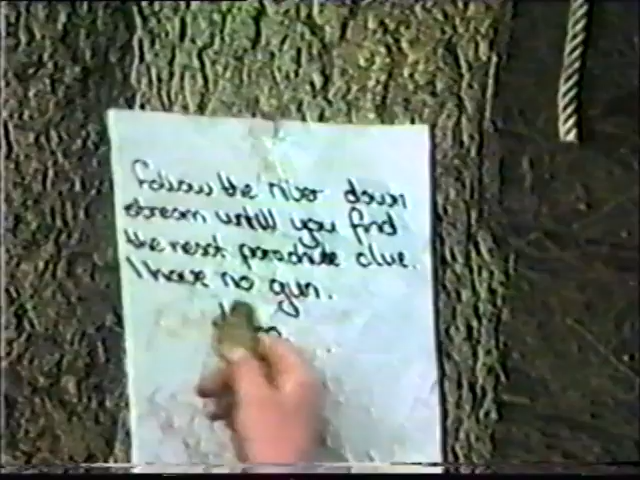 follow the river down
stream untill you find
the next parachute clue.
I have no gun.